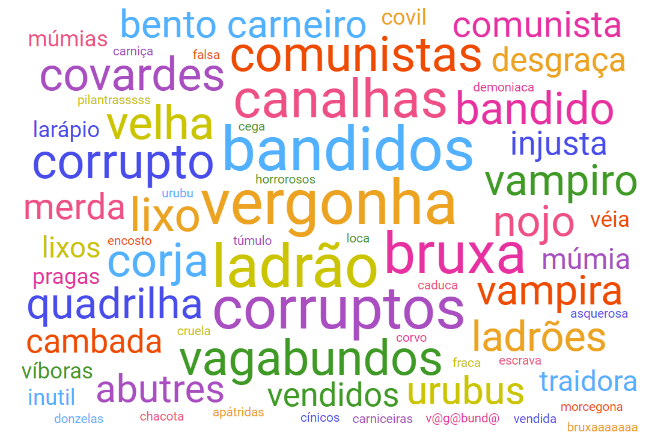 bento carneiro
covil
comunista
múmias
carniça
falsa
comunistas
desgraça
covardes
canalhas
demoniaca
pilantrasssss
bandido
larápio
velha
cega
bandidos
injusta
corrupto
horrorosos
vampiro
urubu
merda
lixo
vergonha
nojo
véia
lixos
encosto
túmulo
loca
corja
ladrão
bruxa
múmia
pragas
caduca
vampira
quadrilha
corruptos
asquerosa
cambada
cruela
corvo
ladrões
víboras
vagabundos
fraca
escrava
inutil
abutres
vendidos
urubus
traidora
donzelas
chacota
apátridas
cínicos
carniceiras
v@g@bund@
vendida
morcegona
bruxaaaaaaa